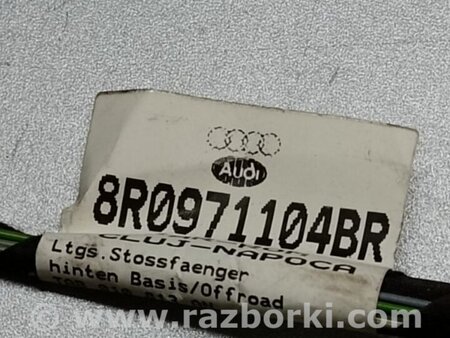 Audi
8R0971104BR
CLUJ-NAPOCA
Ltgs.Stossfaenger
hinten Basis/Offroad
www.razborki.com